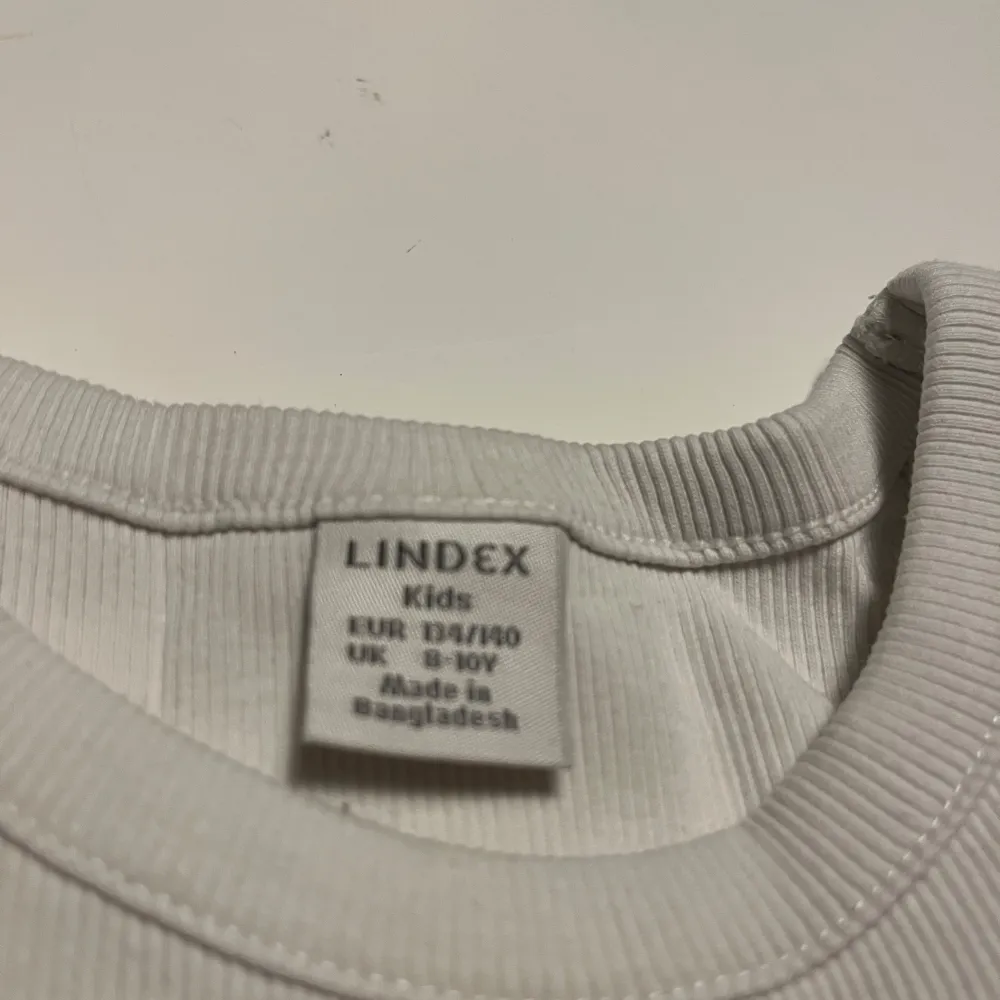 LINDEX
Kids
EUR 134/140
UK 8-10Y
Made in
Bangladesh